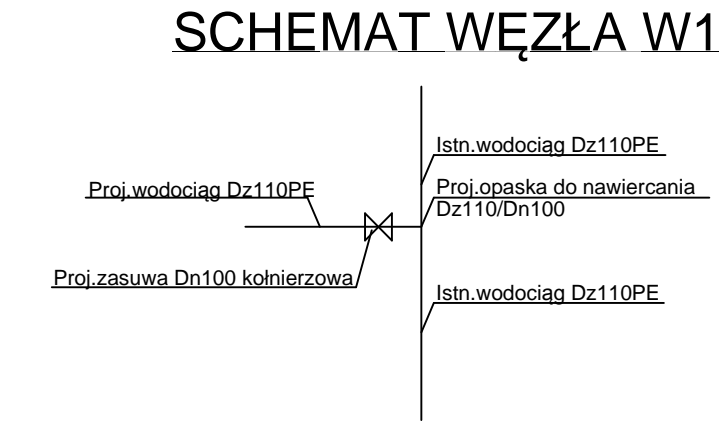 SCHEMAT WĘZŁA W1
Istn.wodociąg Dz110PE
Proj.wodociąg Dz110PE
Proj.opaska do nawiercania
Dz110/Dn100
Proj.zasuwa Dn100 kołnierzowa
Istn.wodociąg Dz110PE